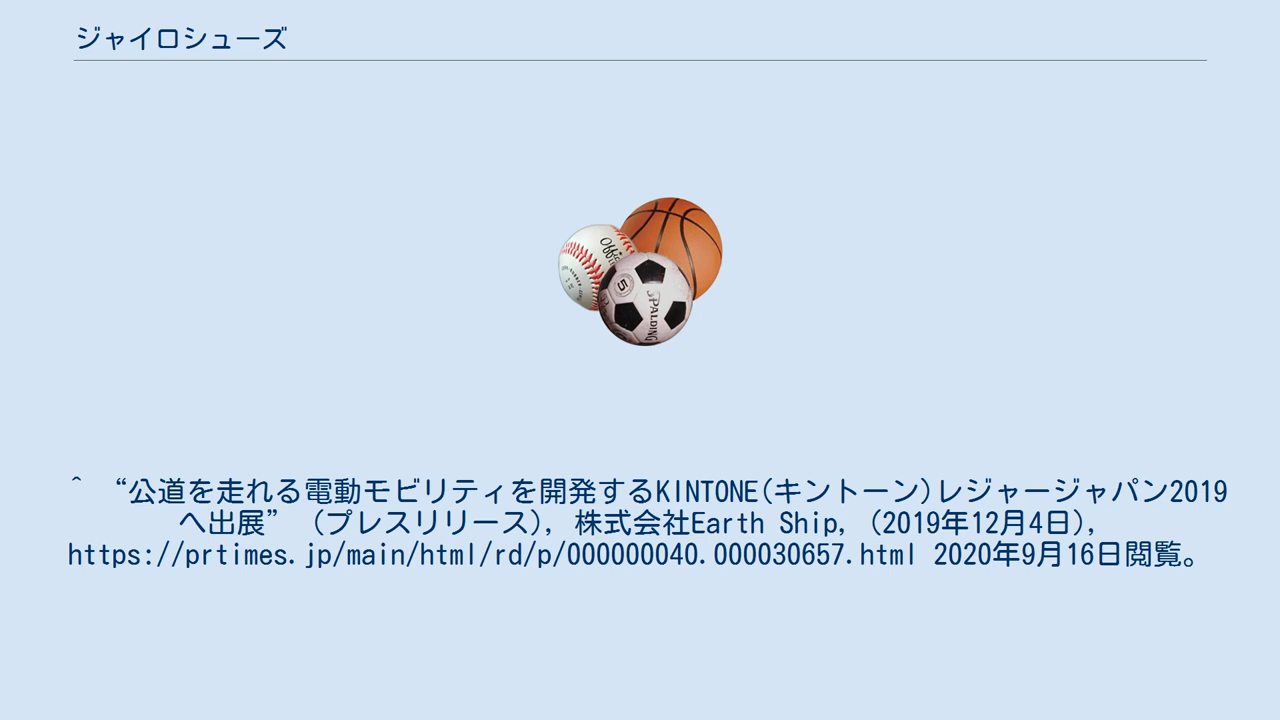 ジャイロシューズ
Offic
5
SPALDING
^ “公道を走れる電動モビリティを開発するKINTONE(キントーン)レジャージャパン2019
へ出展” (プレスリリース), 株式会社Earth Ship, (2019年12月4日),
https://prtimes.jp/main/html/rd/p/000000040.000030657.html 2020年9月16日閲覧。